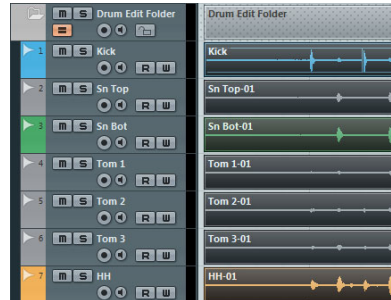 m S Drum Edit Folder Drum Edit Folder
=
1 m S Kick Kick
R W
2 m S Sn Top Sn Top-01
R W
3 m S Sn Bot Sn Bot-01
R W
4 m S Tom 1 Tom 1-01
R W
5 m S Tom 2 Tom 2-01
R W
6 m S Tom 3 Tom 3-01
R W
7 m S HH HH-01
R W